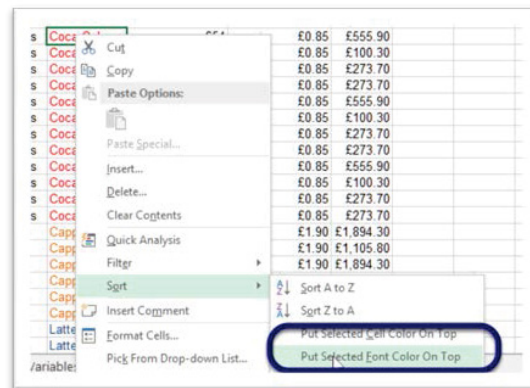 s Coca £0.85 £555.90
s Coca Cut £0.85 £100.30
s Coca £0.85 £273.70
s Coca Copy £0.85 £273.70
s Coca Paste Options: £0.85 £555.90
s Coca £0.85 £100.30
s Coca £0.85 £273.70
s Coca Paste Special... £0.85 £273.70
s Coca Insert... £0.85 £555.90
s Coca £0.85 £100.30
s Coca Delete... £0.85 £273.70
s Coca Clear Contents £0.85 £273.70
Capp £1.90 £1,894.30
Capp Quick Analysis £1.90 £1,105.80
Capp Filter £1.90 £1,894.30
Capp Sort Sort A to Z
Capp
Capp Insert Comment Sort Z to A
Latte Format Cells... Put Selected Cell Color On Top
Latte
/ariable: Pick From Drop-down List... Put Selected Font Color On Top